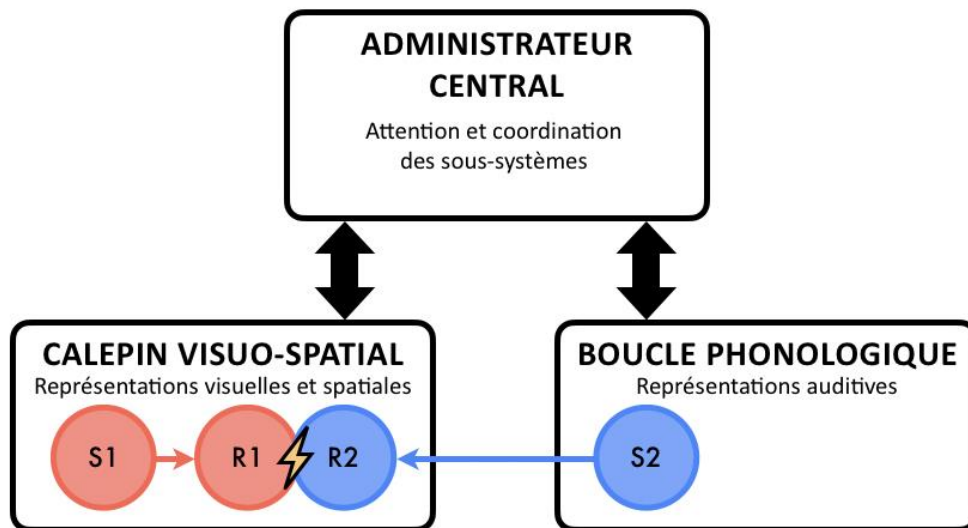 ADMINISTRATEUR
CENTRAL
Attention et coordination
des sous-systèmes
CALEPIN VISUO-SPATIAL
Représentations visuelles et spatiales
S1
R1
R2
BOUCLE PHONOLOGIQUE
Représentations auditives
S2